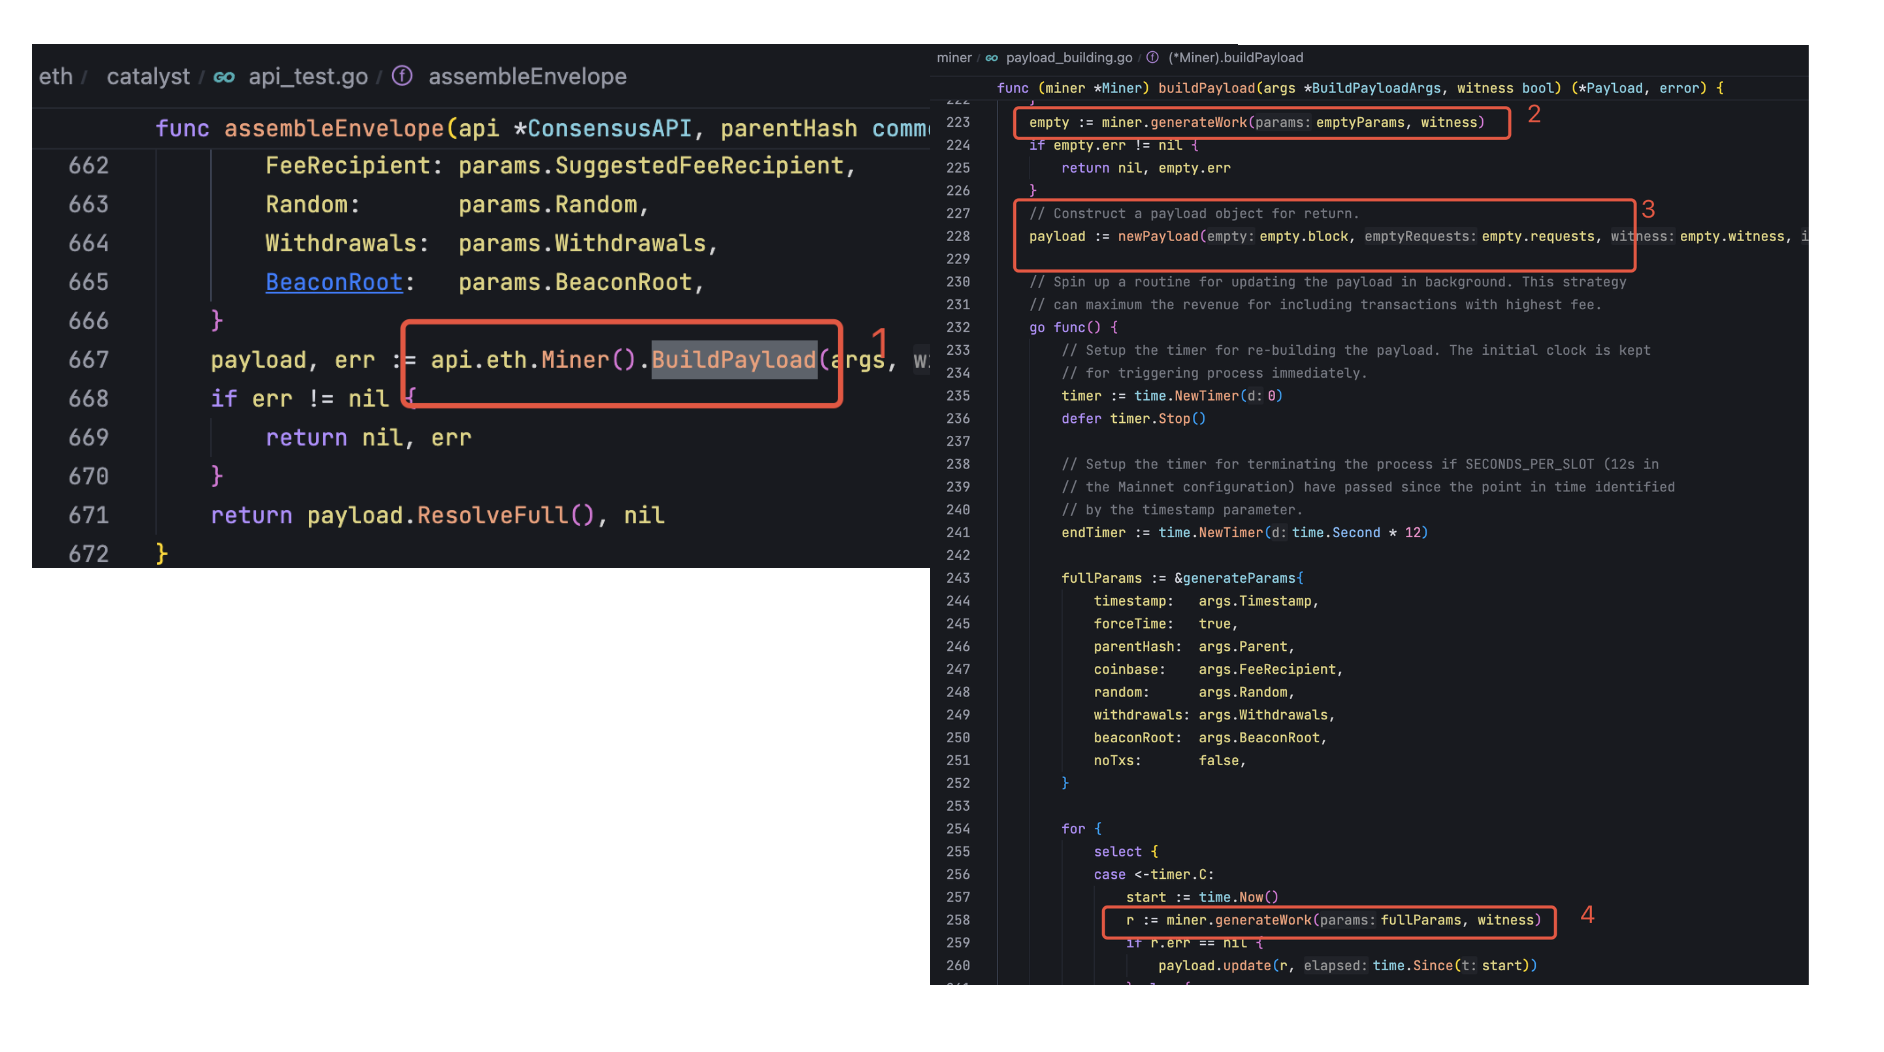 eth / catalyst / GO api_test.go / f assembleEnvelope
func assembleEnvelope(api *ConsensusAPI, parentHash comm
662 FeeRecipient: params.SuggestedFeeRecipient,
663 Random: params.Random,
664 Withdrawals: params.Withdrawals,
665 BeaconRoot: params.BeaconRoot,
666 }
667 payload, err := api.eth.Miner().BuildPayload(args, wi
1
668 if err != nil {
669 return nil, err
670 }
671 return payload.ResolveFull(), nil
672 }
miner / GO payload_building.go / f (*Miner).buildPayload
func (miner *Miner) buildPayload(args *BuildPayloadArgs, witness bool) (*Payload, error) {
222 }
223 empty := miner.generateWork(params: emptyParams, witness)
2
224 if empty.err != nil {
225 return nil, empty.err
226 }
227 // Construct a payload object for return.
3
228 payload := newPayload(empty: empty.block, emptyRequests: empty.requests, witness: empty.witness, i
229
230 // Spin up a routine for updating the payload in background. This strategy
231 // can maximum the revenue for including transactions with highest fee.
232 go func() {
233 // Setup the timer for re-building the payload. The initial clock is kept
234 // for triggering process immediately.
235 timer := time.NewTimer(d: 0)
236 defer timer.Stop()
237
238 // Setup the timer for terminating the process if SECONDS_PER_SLOT (12s in
239 // the Mainnet configuration) have passed since the point in time identified
240 // by the timestamp parameter.
241 endTimer := time.NewTimer(d: time.Second * 12)
242
243 fullParams := &generateParams{
244 timestamp: args.Timestamp,
245 forceTime: true,
246 parentHash: args.Parent,
247 coinbase: args.FeeRecipient,
248 random: args.Random,
249 withdrawals: args.Withdrawals,
250 beaconRoot: args.BeaconRoot,
251 noTxs: false,
252 }
253
254 for {
255 select {
256 case <-timer.C:
257 start := time.Now()
258 r := miner.generateWork(params: fullParams, witness)
4
259 if r.err == nil {
260 payload.update(r, elapsed: time.Since(t: start))